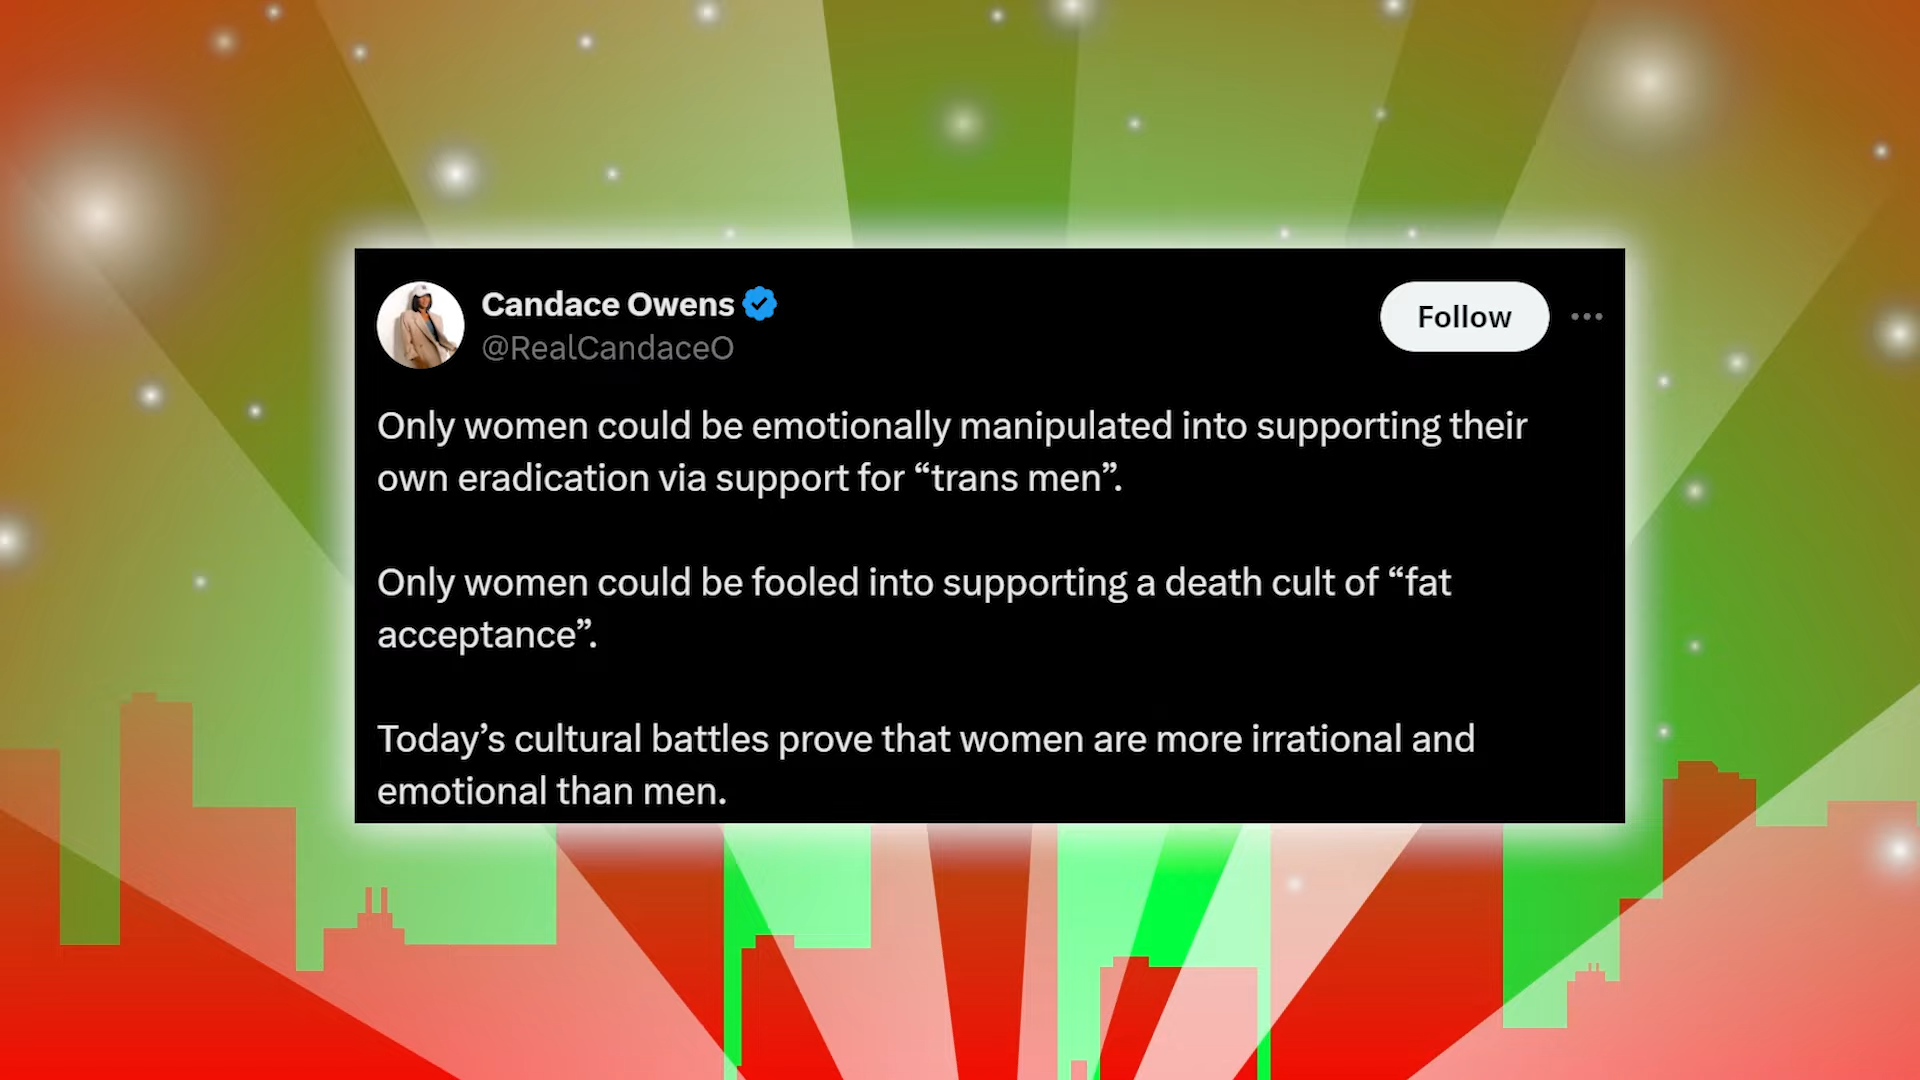 Candace Owens
@RealCandaceO
Follow
Only women could be emotionally manipulated into supporting their
own eradication via support for “trans men”.
Only women could be fooled into supporting a death cult of “fat
acceptance”.
Today’s cultural battles prove that women are more irrational and
emotional than men.